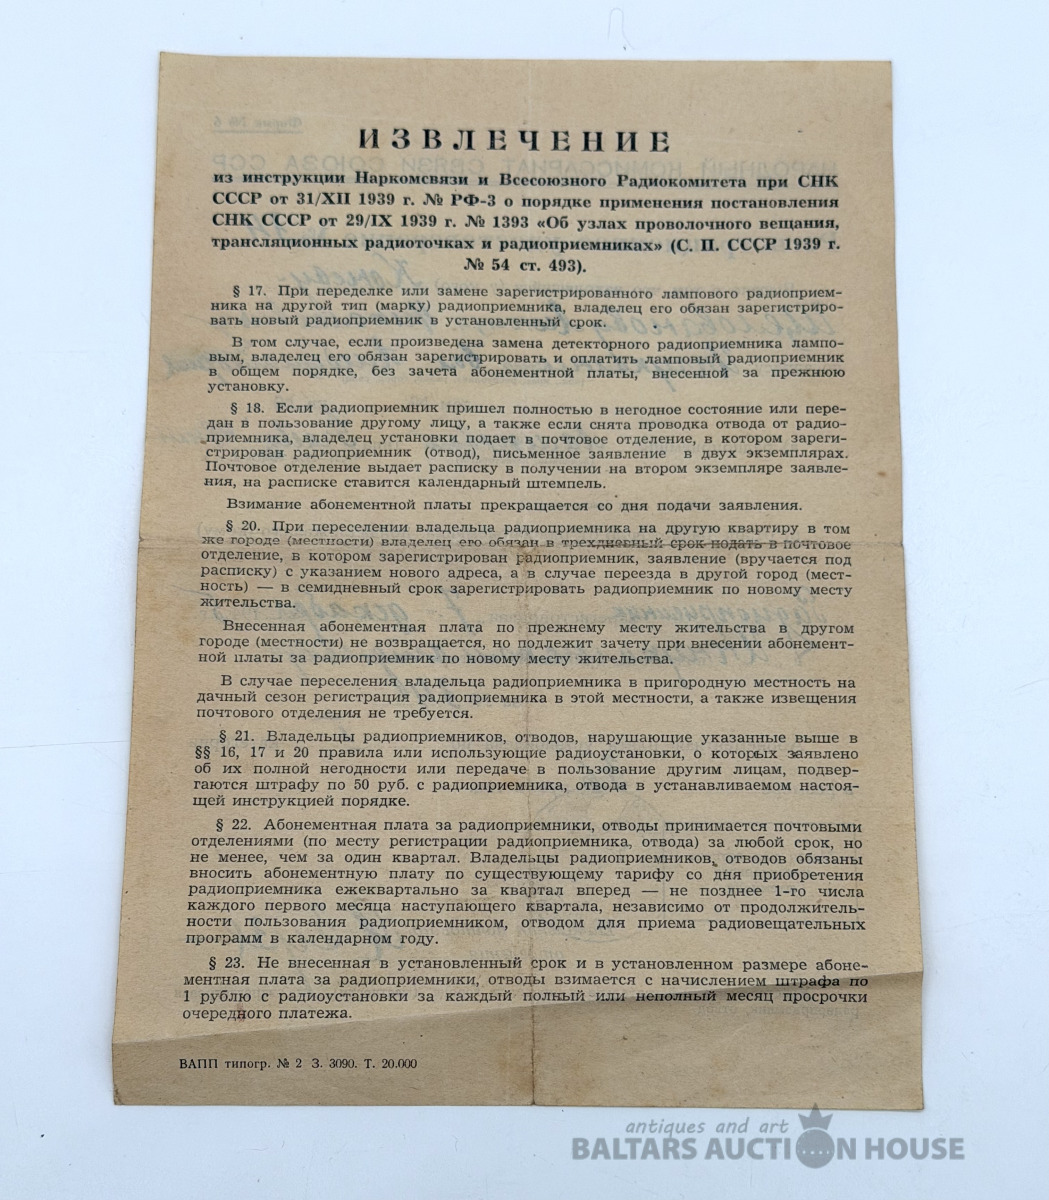 ИЗВЛЕЧЕНИЕ
из инструкции Наркомсвязи и Всесоюзного Радиокомитета при СНК
СССР от 31/XII 1939 г. № РФ-3 о порядке применения постановления
СНК СССР от 29/IX 1939 г. № 1393 «Об узлах проволочного вещания,
трансляционных радиоточках и радиоприемниках» (С. П. СССР 1939 г.
№ 54 ст. 493).
§ 17. При переделке или замене зарегистрированного лампового радиоприем-
ника на другой тип (марку) радиоприемника, владелец его обязан зарегистриро-
вать новый радиоприемник в установленный срок.
В том случае, если произведена замена детекторного радиоприемника лампо-
вым, владелец его обязан зарегистрировать и оплатить ламповый радиоприемник
в общем порядке, без зачета абонементной платы, внесенной за прежнюю
установку.
§ 18. Если радиоприемник пришел полностью в негодное состояние или пере-
дан в пользование другому лицу, а также если снята проводка отвода от радио-
приемника, владелец установки подает в почтовое отделение, в котором зареги-
стрирован радиоприемник (отвод), письменное заявление в двух экземплярах.
Почтовое отделение выдает расписку в получении на втором экземпляре заявле-
ния, на расписке ставится календарный штемпель.
Взимание абонементной платы прекращается со дня подачи заявления.
§ 20. При переселении владельца радиоприемника на другую квартиру в том
же городе (местности) владелец его обязан в трехдневный срок подать в почтовое
отделение, в котором зарегистрирован радиоприемник, заявление (вручается под
расписку) с указанием нового адреса, а в случае переезда в другой город (мест-
ность) — в семидневный срок зарегистрировать радиоприемник по новому месту
жительства.
Внесенная абонементная плата по прежнему месту жительства в другом
городе (местности) не возвращается, но подлежит зачету при внесении абонемент-
ной платы за радиоприемник по новому месту жительства.
В случае переселения владельца радиоприемника в пригородную местность на
дачный сезон регистрация радиоприемника в этой местности, а также извещения
почтового отделения не требуется.
§ 21. Владельцы радиоприемников, отводов, нарушающие указанные выше в
§§ 16, 17 и 20 правила или использующие радиоустановки, о которых заявлено
об их полной негодности или передаче в пользование другим лицам, подвер-
гаются штрафу по 50 руб. с радиоприемника, отвода в устанавливаемом настоя-
щей инструкцией порядке.
§ 22. Абонементная плата за радиоприемники, отводы принимается почтовыми
отделениями (по месту регистрации радиоприемника, отвода) за любой срок, но
не менее, чем за один квартал. Владельцы радиоприемников, отводов обязаны
вносить абонементную плату по существующему тарифу со дня приобретения
радиоприемника ежеквартально за квартал вперед — не позднее 1-го числа
каждого первого месяца наступающего квартала, независимо от продолжитель-
ности пользования радиоприемником, отводом для приема радиовещательных
программ в календарном году.
§ 23. Не внесенная в установленный срок и в установленном размере абоне-
ментная плата за радиоприемники, отводы взимается с начислением штрафа по
1 рублю с радиоустановки за каждый полный или неполный месяц просрочки
очередного платежа.
ВАПП типогр. № 2 З. 3090. Т. 20.000
antiques and art
BALTARS AUCTION HOUSE